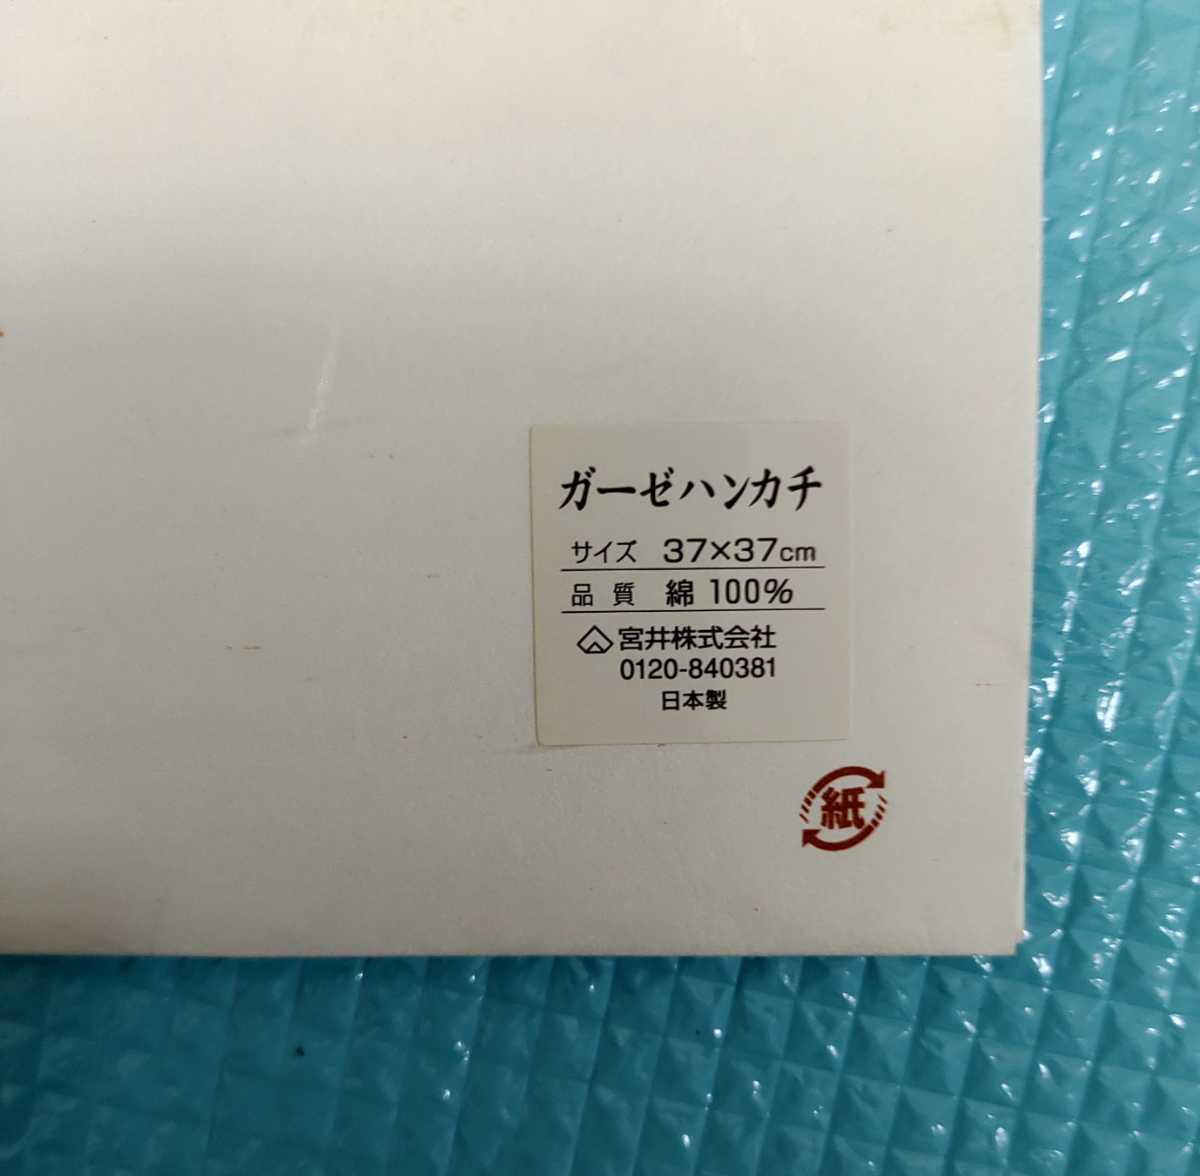 ガーゼハンカチ
サイズ 37×37cm
品質 綿 100%
宮井株式会社
0120-840381
日本製
紙